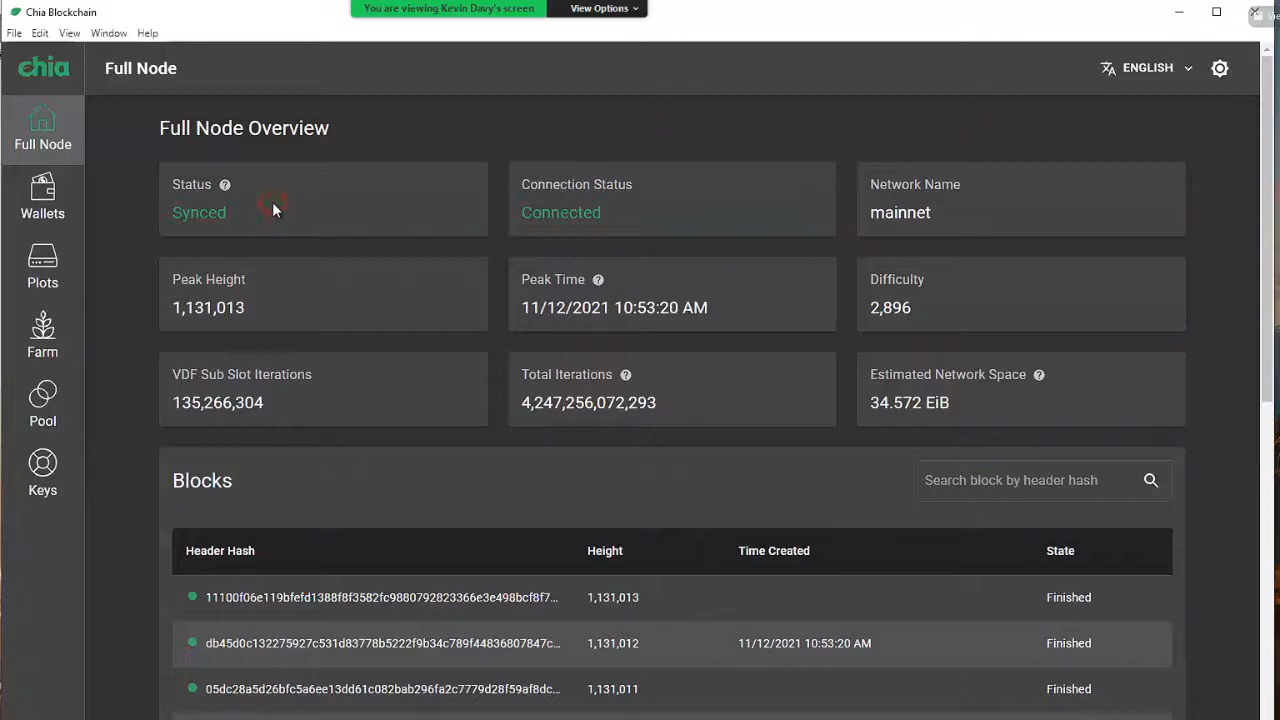 Chia Blockchain
You are viewing Kevin Davy's screen
View Options
File Edit View Window Help
chia
Full Node
ENGLISH
Full Node
Wallets
Plots
Farm
Pool
Keys
Full Node Overview
Status
Synced
Connection Status
Connected
Network Name
mainnet
Peak Height
1,131,013
Peak Time
11/12/2021 10:53:20 AM
Difficulty
2,896
VDF Sub Slot Iterations
135,266,304
Total Iterations
4,247,256,072,293
Estimated Network Space
34.572 EiB
Blocks
Search block by header hash
Header Hash Height Time Created State
11100f06e119bfefd1388f8f3582fc9880792823366e3e498bcf8f7... 1,131,013 Finished
db45d0c132275927c531d83778b5222f9b34c789f44836807847c... 1,131,012 11/12/2021 10:53:20 AM Finished
05dc28a5d26bfc5a6ee13dd61c082bab296fa2c7779d28f59af8dc... 1,131,011 Finished